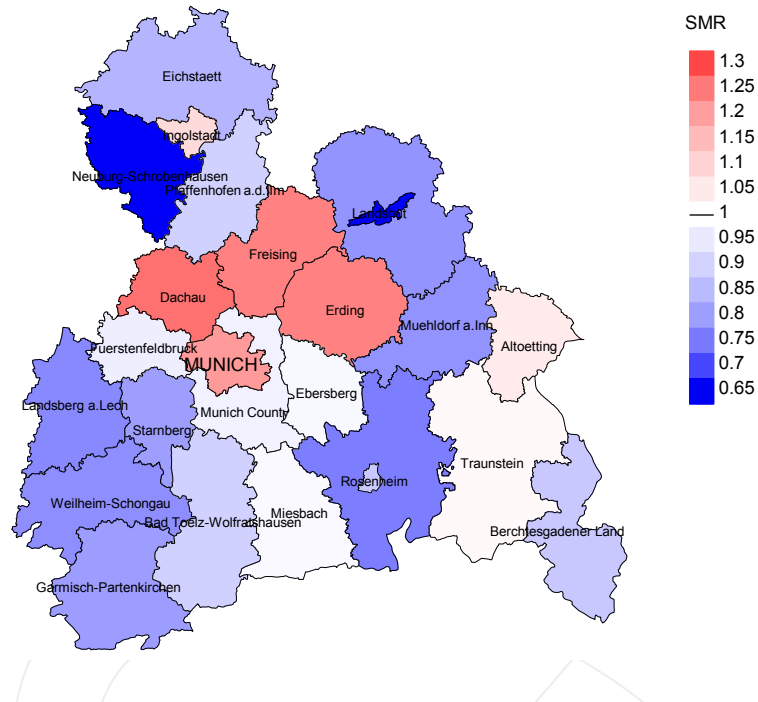 SMR
1.3
1.25
1.2
1.15
1.1
1.05
1
0.95
0.9
0.85
0.8
0.75
0.7
0.65
Eichstaett
Ingolstadt
Neuburg-Schrobenhausen
Pfaffenhofen a.d.Ilm
Landshut
Freising
Dachau
Erding
Muehldorf a.Inn
Altoetting
Fuerstenfeldbruck
MUNICH
Ebersberg
Landsberg a.Lech
Munich County
Starnberg
Traunstein
Rosenheim
Weilheim-Schongau
Miesbach
Bad Toelz-Wolfratshausen
Berchtesgadener Land
Garmisch-Partenkirchen